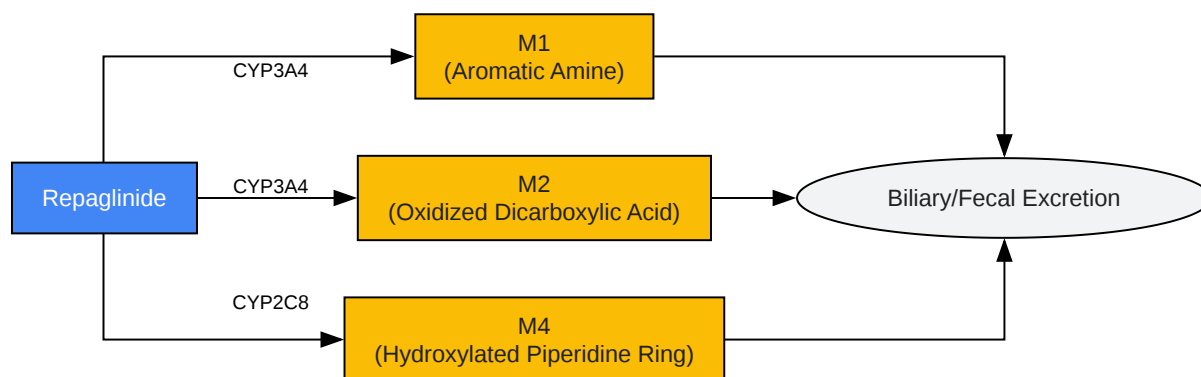 M1
(Aromatic Amine)
CYP3A4
Repaglinide
CYP3A4
M2
(Oxidized Dicarboxylic Acid)
Biliary/Fecal Excretion
CYP2C8
M4
(Hydroxylated Piperidine Ring)